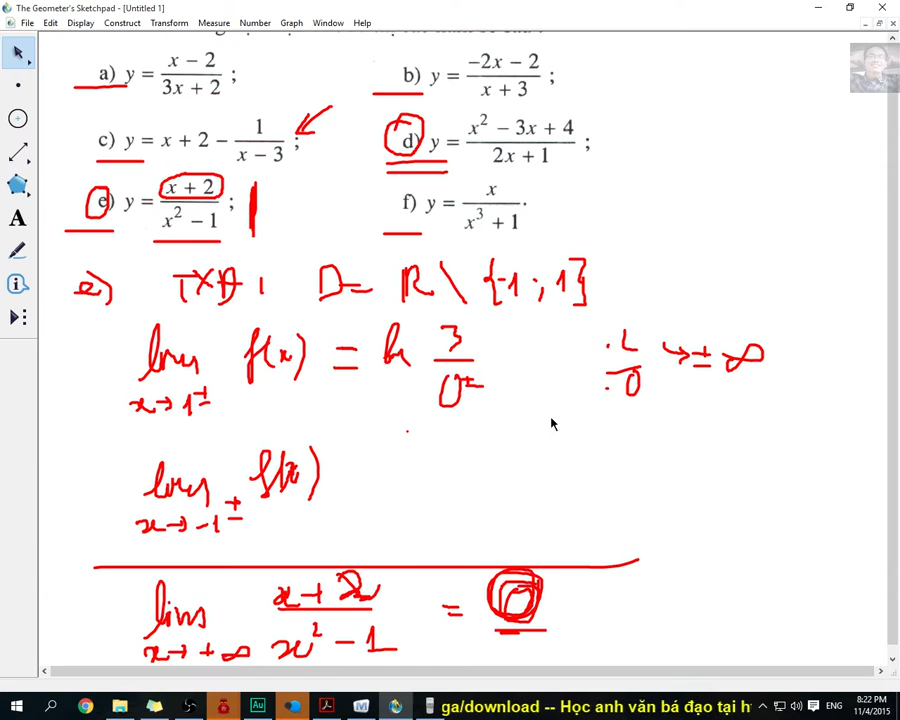 The Geometer's Sketchpad - [Untitled 1]
File Edit Display Construct Transform Measure Number Graph Window Help
a) y = (x − 2)/(3x + 2) ; b) y = (−2x − 2)/(x + 3) ;
c) y = x + 2 − 1/(x − 3) ; d) y = (x² − 3x + 4)/(2x + 1) ;
e) y = (x + 2)/(x² − 1) ; f) y = x/(x³ + 1) .
e) TXĐ : D = R \ {-1 ; 1}
lim x→1± f(x) = 3/0± L/0 → ± ∞
lim x→-1± f(x)
lim x→+∞ (x + 2)/(x² − 1) = 0
ga/download -- Học anh văn bá đạo tại h
ENG
8:22 PM
11/4/2015